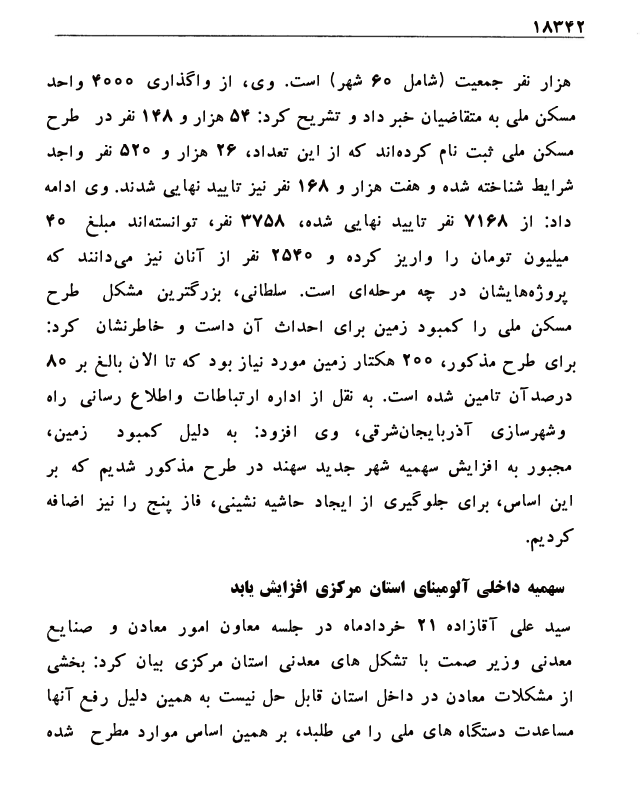 ۱۸۳۴۲
هزار نفر جمعیت (شامل ۶۰ شهر) است. وی، از واگذاری ۴۰۰۰ واحد
مسکن ملی به متقاضیان خبر داد و تشریح کرد: ۵۴ هزار و ۱۴۸ نفر در طرح
مسکن ملی ثبت نام کرده‌اند که از این تعداد، ۲۶ هزار و ۵۲۰ نفر واجد
شرایط شناخته شده و هفت هزار و ۱۶۸ نفر نیز تایید نهایی شدند. وی ادامه
داد: از ۷۱۶۸ نفر تایید نهایی شده، ۳۷۵۸ نفر، توانسته‌اند مبلغ ۴۰
میلیون تومان را واریز کرده و ۲۵۴۰ نفر از آنان نیز می‌دانند که
پروژه‌هایشان در چه مرحله‌ای است. سلطانی، بزرگترین مشکل طرح
مسکن ملی را کمبود زمین برای احداث آن داست و خاطرنشان کرد:
برای طرح مذکور، ۲۰۰ هکتار زمین مورد نیاز بود که تا الان بالغ بر ۸۰
درصدآن تامین شده است. به نقل از اداره ارتباطات واطلاع رسانی راه
وشهرسازی آذربایجان‌شرقی، وی افزود: به دلیل کمبود زمین،
مجبور به افزایش سهمیه شهر جدید سهند در طرح مذکور شدیم که بر
این اساس، برای جلوگیری از ایجاد حاشیه نشینی، فاز پنج را نیز اضافه
کردیم.
سهمیه داخلی آلومینای استان مرکزی افزایش یابد
سید علی آقازاده ۲۱ خردادماه در جلسه معاون امور معادن و صنایع
معدنی وزیر صمت با تشکل های معدنی استان مرکزی بیان کرد: بخشی
از مشکلات معادن در داخل استان قابل حل نیست به همین دلیل رفع آنها
مساعدت دستگاه های ملی را می طلبد، بر همین اساس موارد مطرح شده